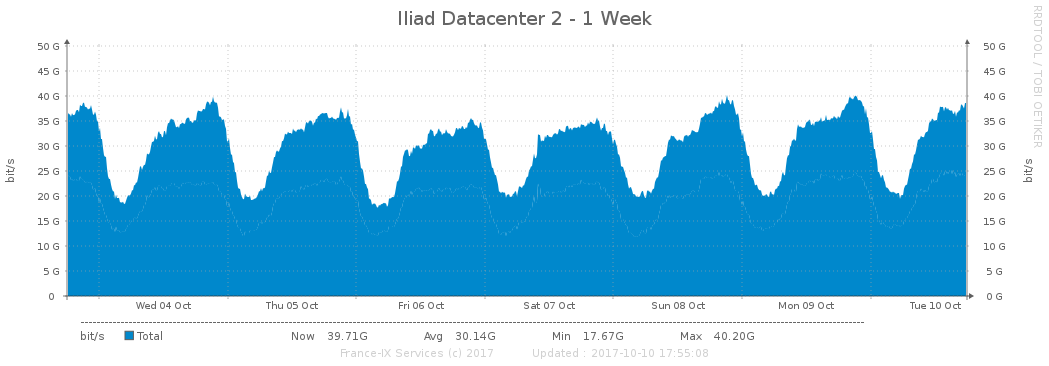 Iliad Datacenter 2 - 1 Week
RRDTOOL / TOBI OETIKER
50 G 50 G
45 G 45 G
40 G 40 G
35 G 35 G
30 G 30 G
25 G 25 G
20 G 20 G
15 G 15 G
10 G 10 G
5 G 5 G
0 0 G
bit/s
bit/s
Wed 04 Oct Thu 05 Oct Fri 06 Oct Sat 07 Oct Sun 08 Oct Mon 09 Oct Tue 10 Oct
bit/s Total Now 39.71G Avg 30.14G Min 17.67G Max 40.20G
France-IX Services (c) 2017 Updated : 2017-10-10 17:55:08